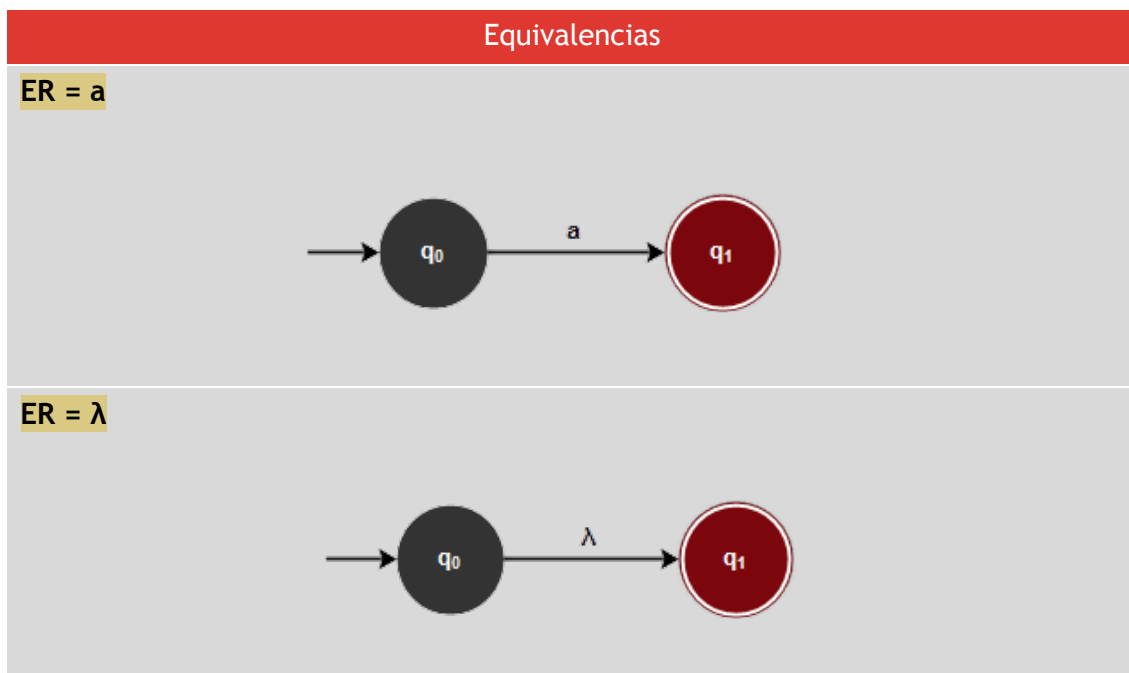 Equivalencias
ER = a
a
q₀ q₁
ER = λ
λ
q₀ q₁